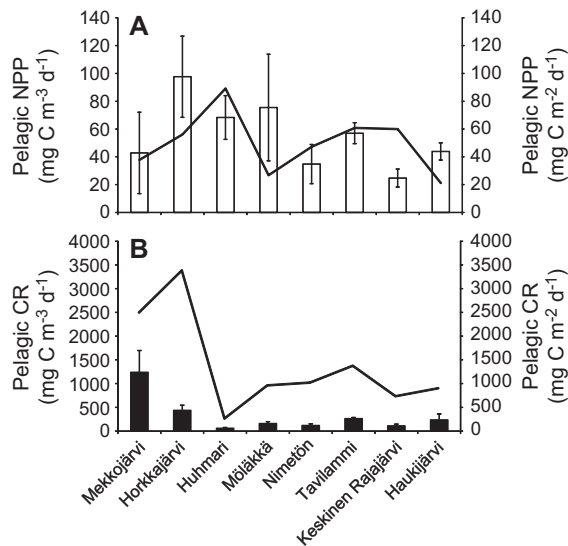 A
Pelagic NPP
(mg C m-3 d-1)
140
120
100
80
60
40
20
0
140
120
100
80
60
40
20
0
Pelagic NPP
(mg C m-2 d-1)
B
Pelagic CR
(mg C m-3 d-1)
4000
3500
3000
2500
2000
1500
1000
500
0
4000
3500
3000
2500
2000
1500
1000
500
0
Pelagic CR
(mg C m-2 d-1)
Mekkojärvi
Horkkajärvi
Huhmari
Möläkkä
Nimetön
Tavilammi
Keskinen Rajajärvi
Haukijärvi